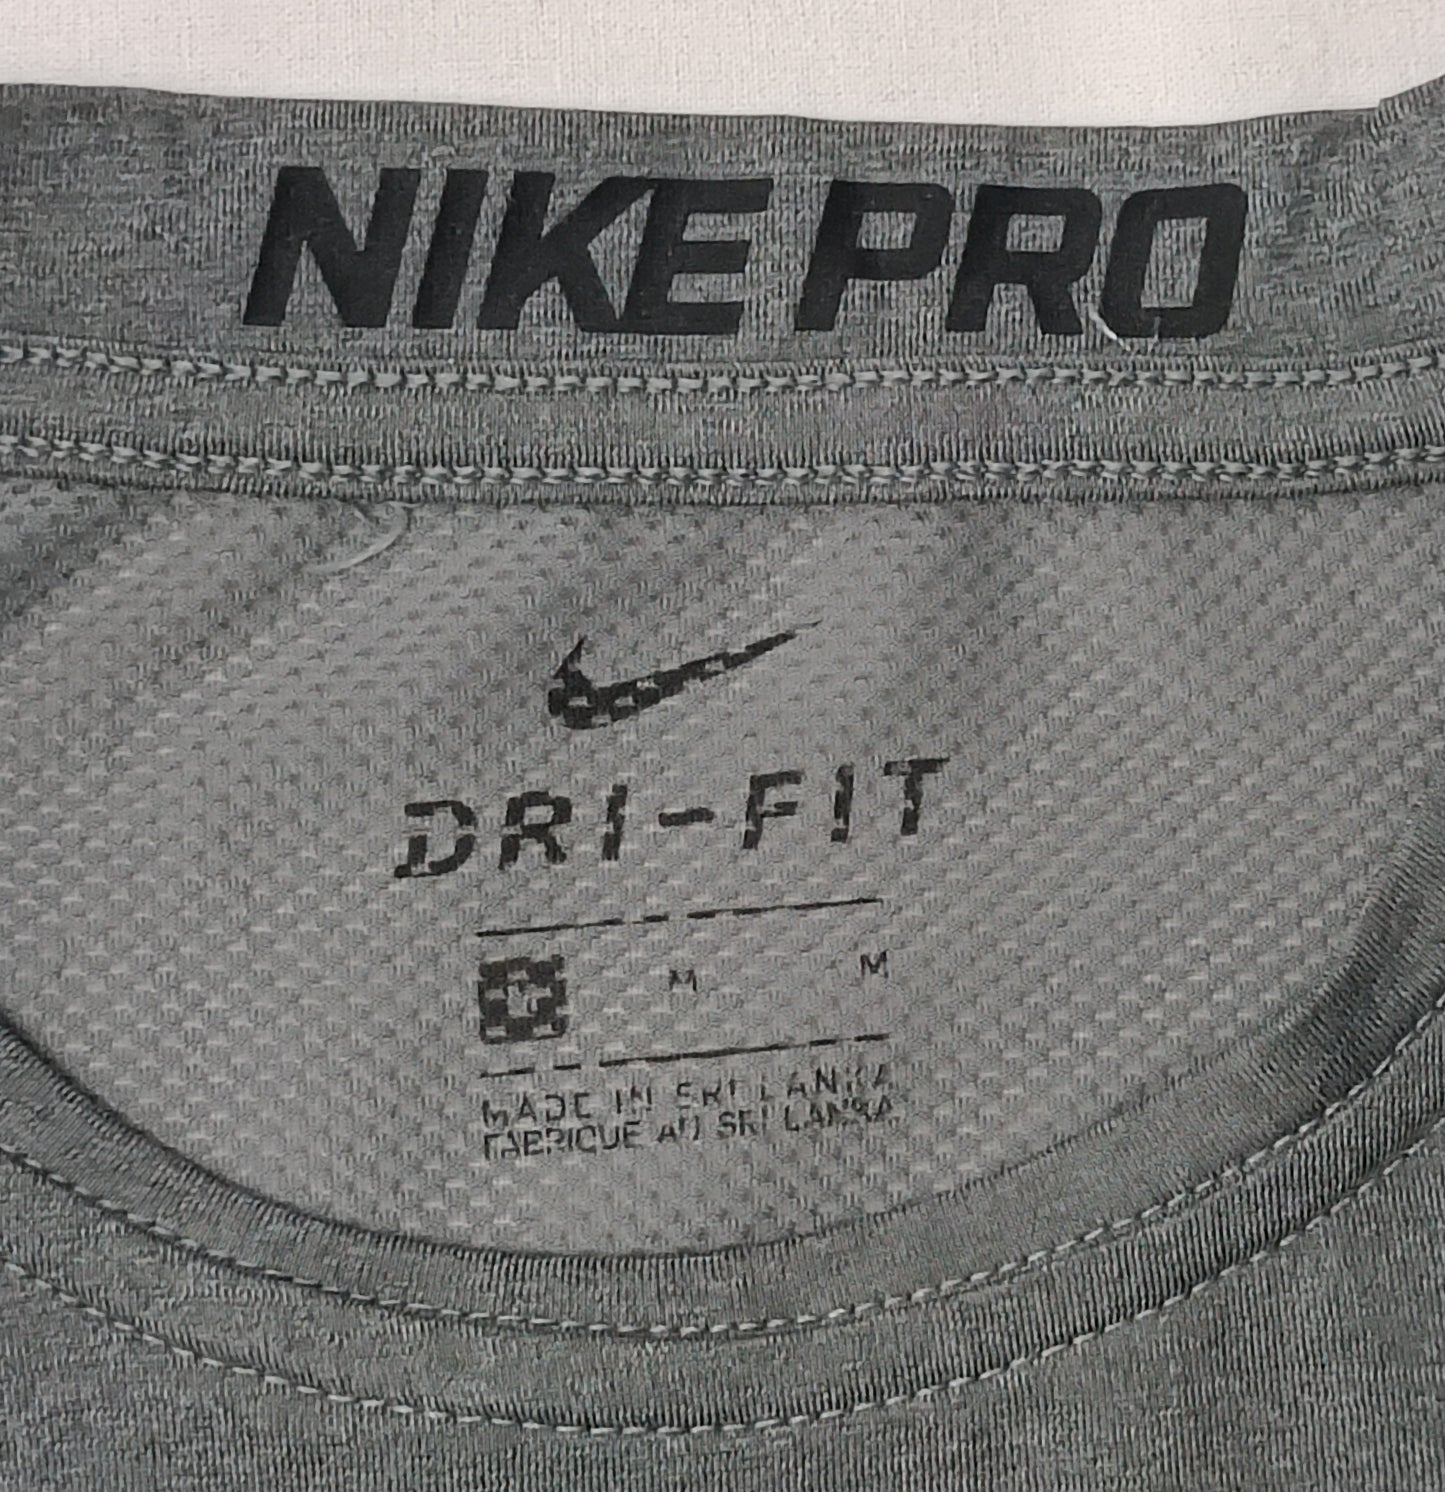 NIKE PRO
DRI-FIT
M M M
MADE IN SRI LANKA
FABRIQUE AU SRI LANKA